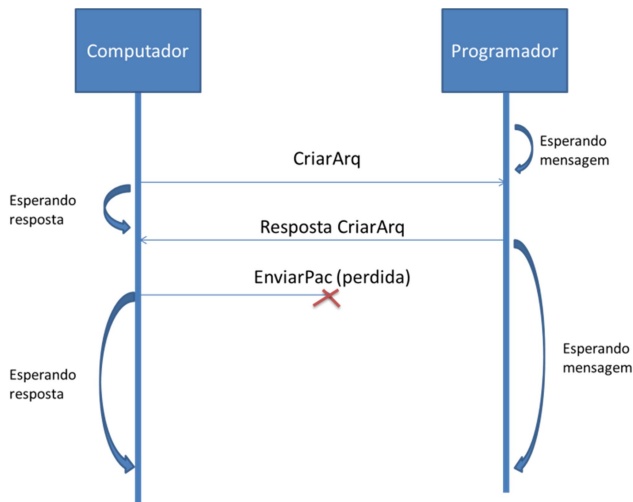 Computador
Programador
Esperando
mensagem
CriarArq
Esperando
resposta
Resposta CriarArq
EnviarPac (perdida)
Esperando
mensagem
Esperando
resposta